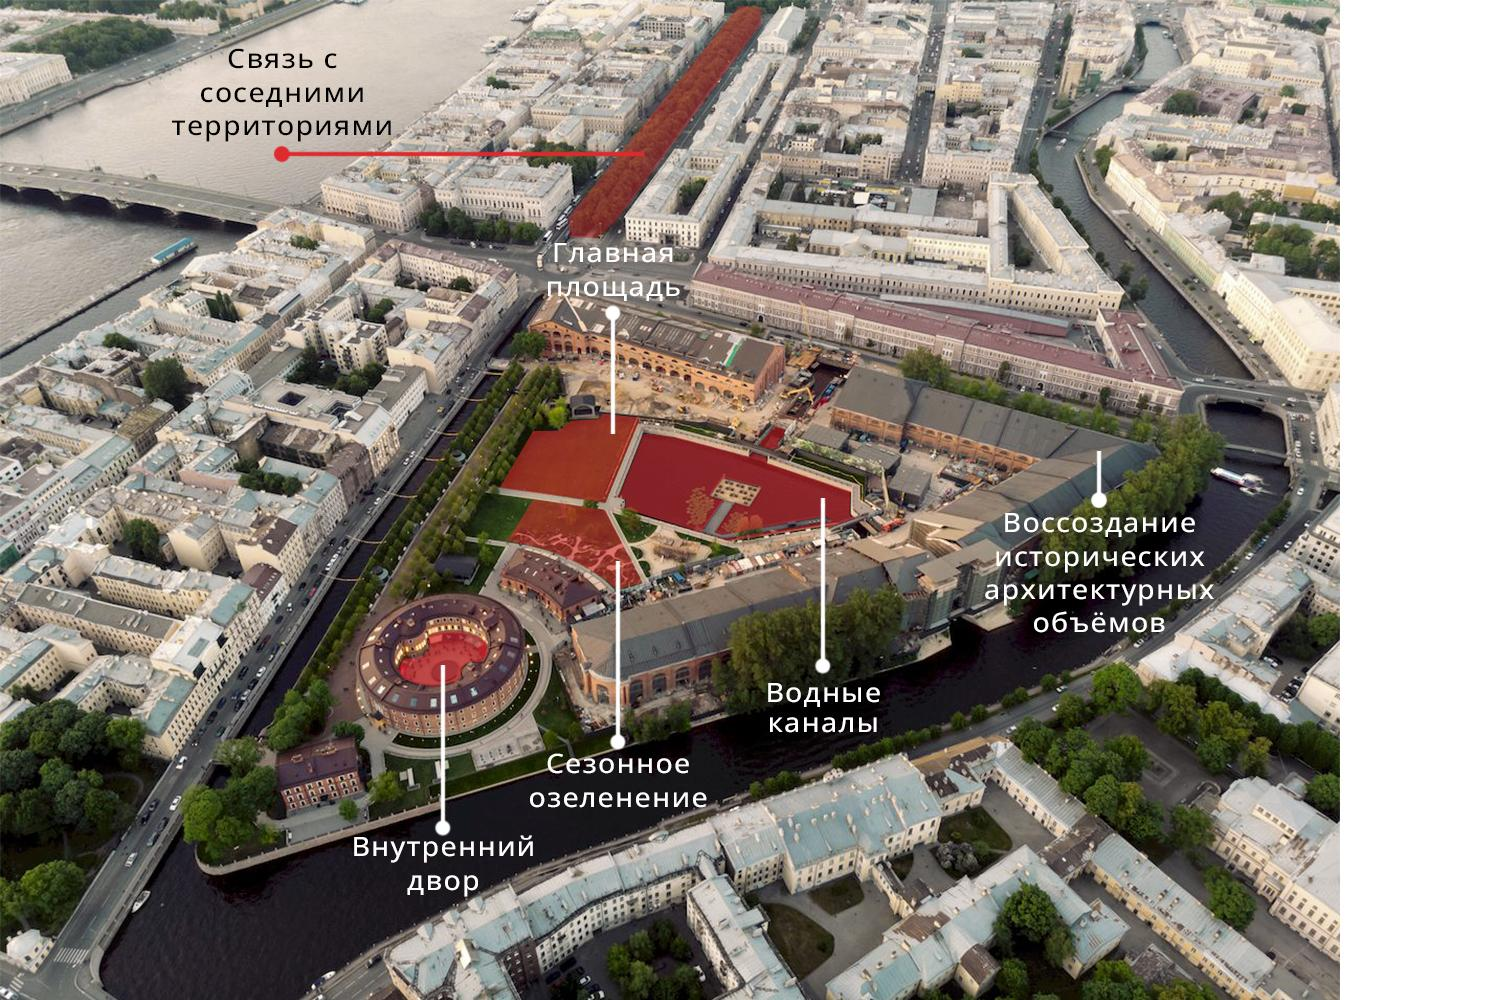 Связь с
соседними
территориями
Главная
площадь
Воссоздание
исторических
архитектурных
объёмов
Водные
каналы
Сезонное
озеленение
Внутренний
двор